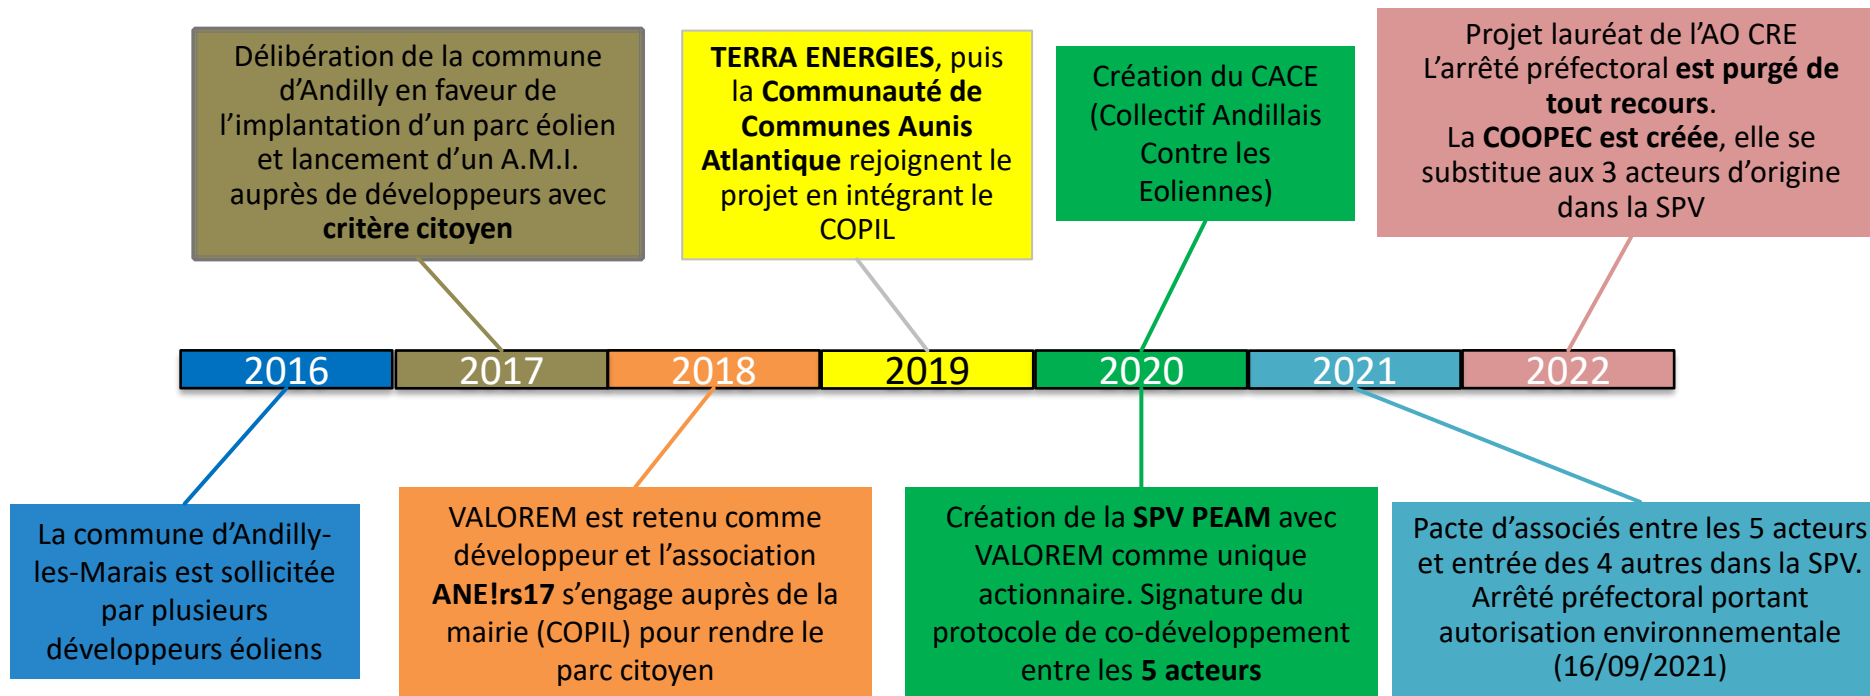 Délibération de la commune
d’Andilly en faveur de
l’implantation d’un parc éolien
et lancement d’un A.M.I.
auprès de développeurs avec
critère citoyen
TERRA ENERGIES, puis
la Communauté de
Communes Aunis
Atlantique rejoignent le
projet en intégrant le
COPIL
Création du CACE
(Collectif Andillais
Contre les
Eoliennes)
Projet lauréat de l’AO CRE
L’arrêté préfectoral est purgé de
tout recours.
La COOPEC est créée, elle se
substitue aux 3 acteurs d’origine
dans la SPV
2016
2017
2018
2019
2020
2021
2022
La commune d’Andilly-
les-Marais est sollicitée
par plusieurs
développeurs éoliens
VALOREM est retenu comme
développeur et l’association
ANE!rs17 s’engage auprès de la
mairie (COPIL) pour rendre le
parc citoyen
Création de la SPV PEAM avec
VALOREM comme unique
actionnaire. Signature du
protocole de co-développement
entre les 5 acteurs
Pacte d’associés entre les 5 acteurs
et entrée des 4 autres dans la SPV.
Arrêté préfectoral portant
autorisation environnementale
(16/09/2021)